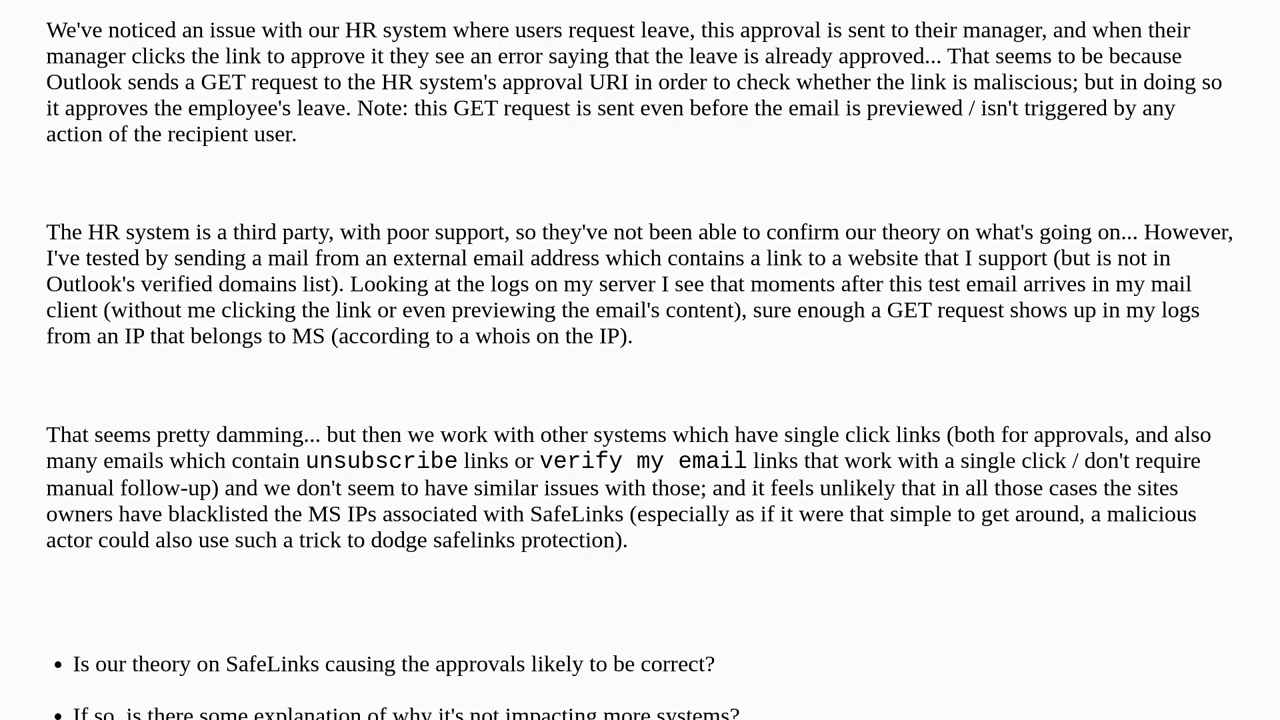 We've noticed an issue with our HR system where users request leave, this approval is sent to their manager, and when their
manager clicks the link to approve it they see an error saying that the leave is already approved... That seems to be because
Outlook sends a GET request to the HR system's approval URI in order to check whether the link is maliscious; but in doing so
it approves the employee's leave. Note: this GET request is sent even before the email is previewed / isn't triggered by any
action of the recipient user.
The HR system is a third party, with poor support, so they've not been able to confirm our theory on what's going on... However,
I've tested by sending a mail from an external email address which contains a link to a website that I support (but is not in
Outlook's verified domains list). Looking at the logs on my server I see that moments after this test email arrives in my mail
client (without me clicking the link or even previewing the email's content), sure enough a GET request shows up in my logs
from an IP that belongs to MS (according to a whois on the IP).
That seems pretty damming... but then we work with other systems which have single click links (both for approvals, and also
many emails which contain unsubscribe links or verify my email links that work with a single click / don't require
manual follow-up) and we don't seem to have similar issues with those; and it feels unlikely that in all those cases the sites
owners have blacklisted the MS IPs associated with SafeLinks (especially as if it were that simple to get around, a malicious
actor could also use such a trick to dodge safelinks protection).
• Is our theory on SafeLinks causing the approvals likely to be correct?
• If so, is there some explanation of why it's not impacting more systems?